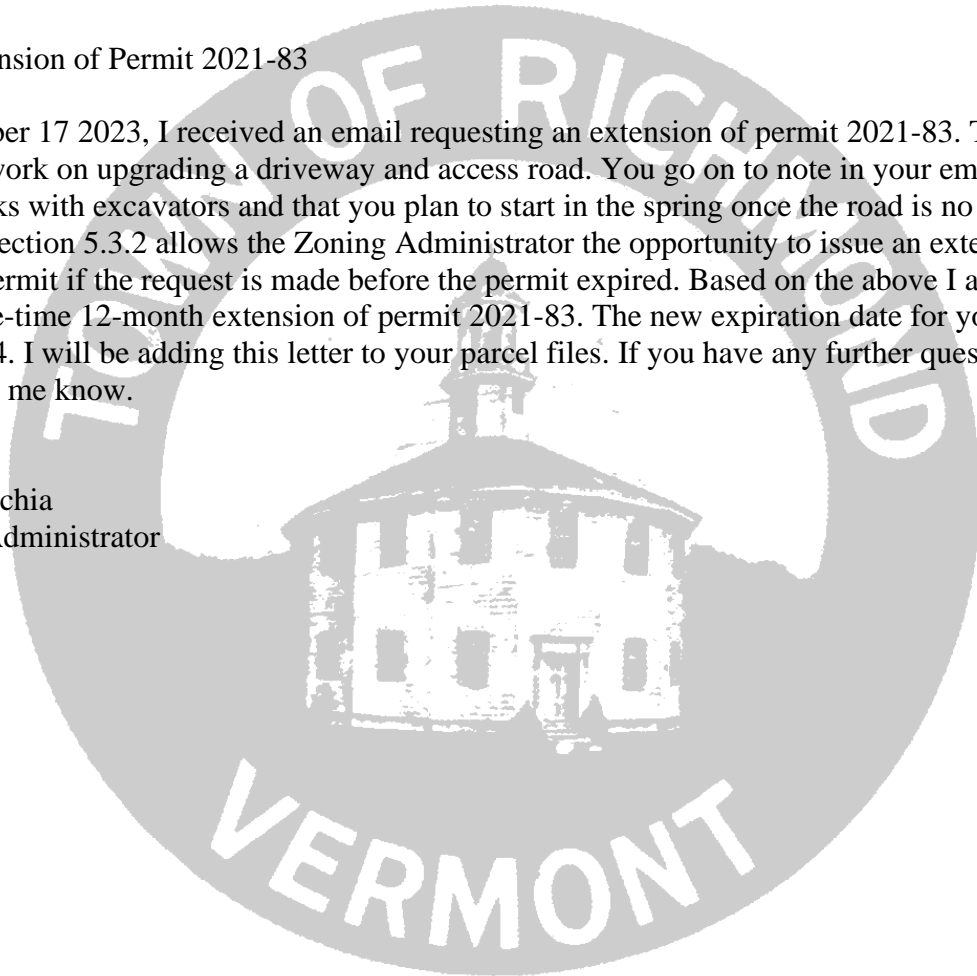 nsion of Permit 2021-83
ber 17 2023, I received an email requesting an extension of permit 2021-83. T
work on upgrading a driveway and access road. You go on to note in your em
ks with excavators and that you plan to start in the spring once the road is no
ection 5.3.2 allows the Zoning Administrator the opportunity to issue an exte
ermit if the request is made before the permit expired. Based on the above I a
e-time 12-month extension of permit 2021-83. The new expiration date for yo
4. I will be adding this letter to your parcel files. If you have any further ques
me know.
chia
Administrator
TOWN OF RICHMOND
VERMONT